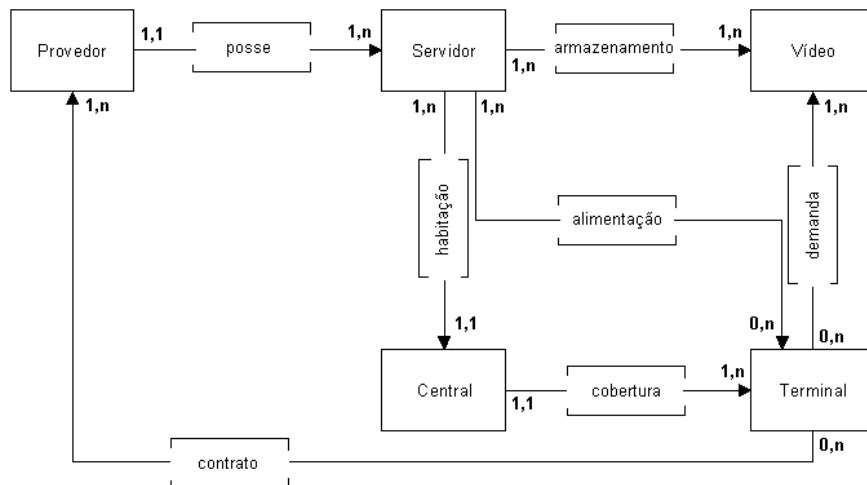 Provedor
1,1
posse
1,n
Servidor
1,n
armazenamento
1,n
Vídeo
1,n
1,n
1,n
1,n
habitação
alimentação
demanda
1,1
0,n
0,n
Central
1,1
cobertura
1,n
Terminal
0,n
contrato